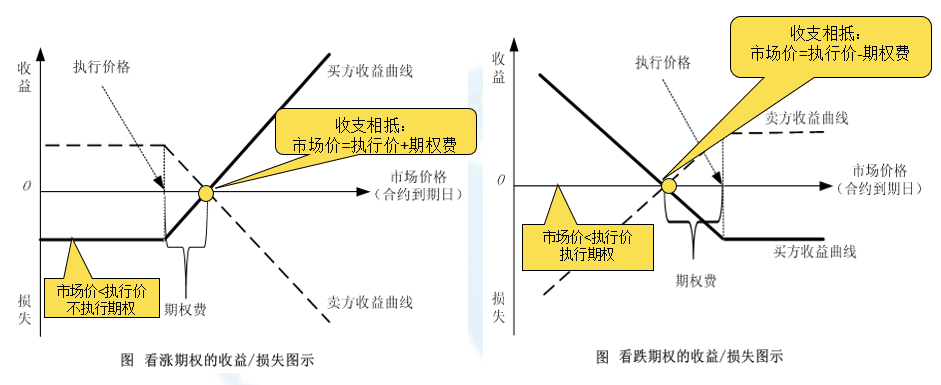 收益
执行价格
买方收益曲线
收支相抵：
市场价=执行价+期权费
O
市场价格
（合约到期日）
市场价<执行价
不执行期权
期权费
损失
卖方收益曲线
图 看涨期权的收益/损失图示
收支相抵：
市场价=执行价-期权费
收益
执行价格
卖方收益曲线
O
市场价格
（合约到期日）
市场价<执行价
执行期权
期权费
买方收益曲线
损失
图 看跌期权的收益/损失图示